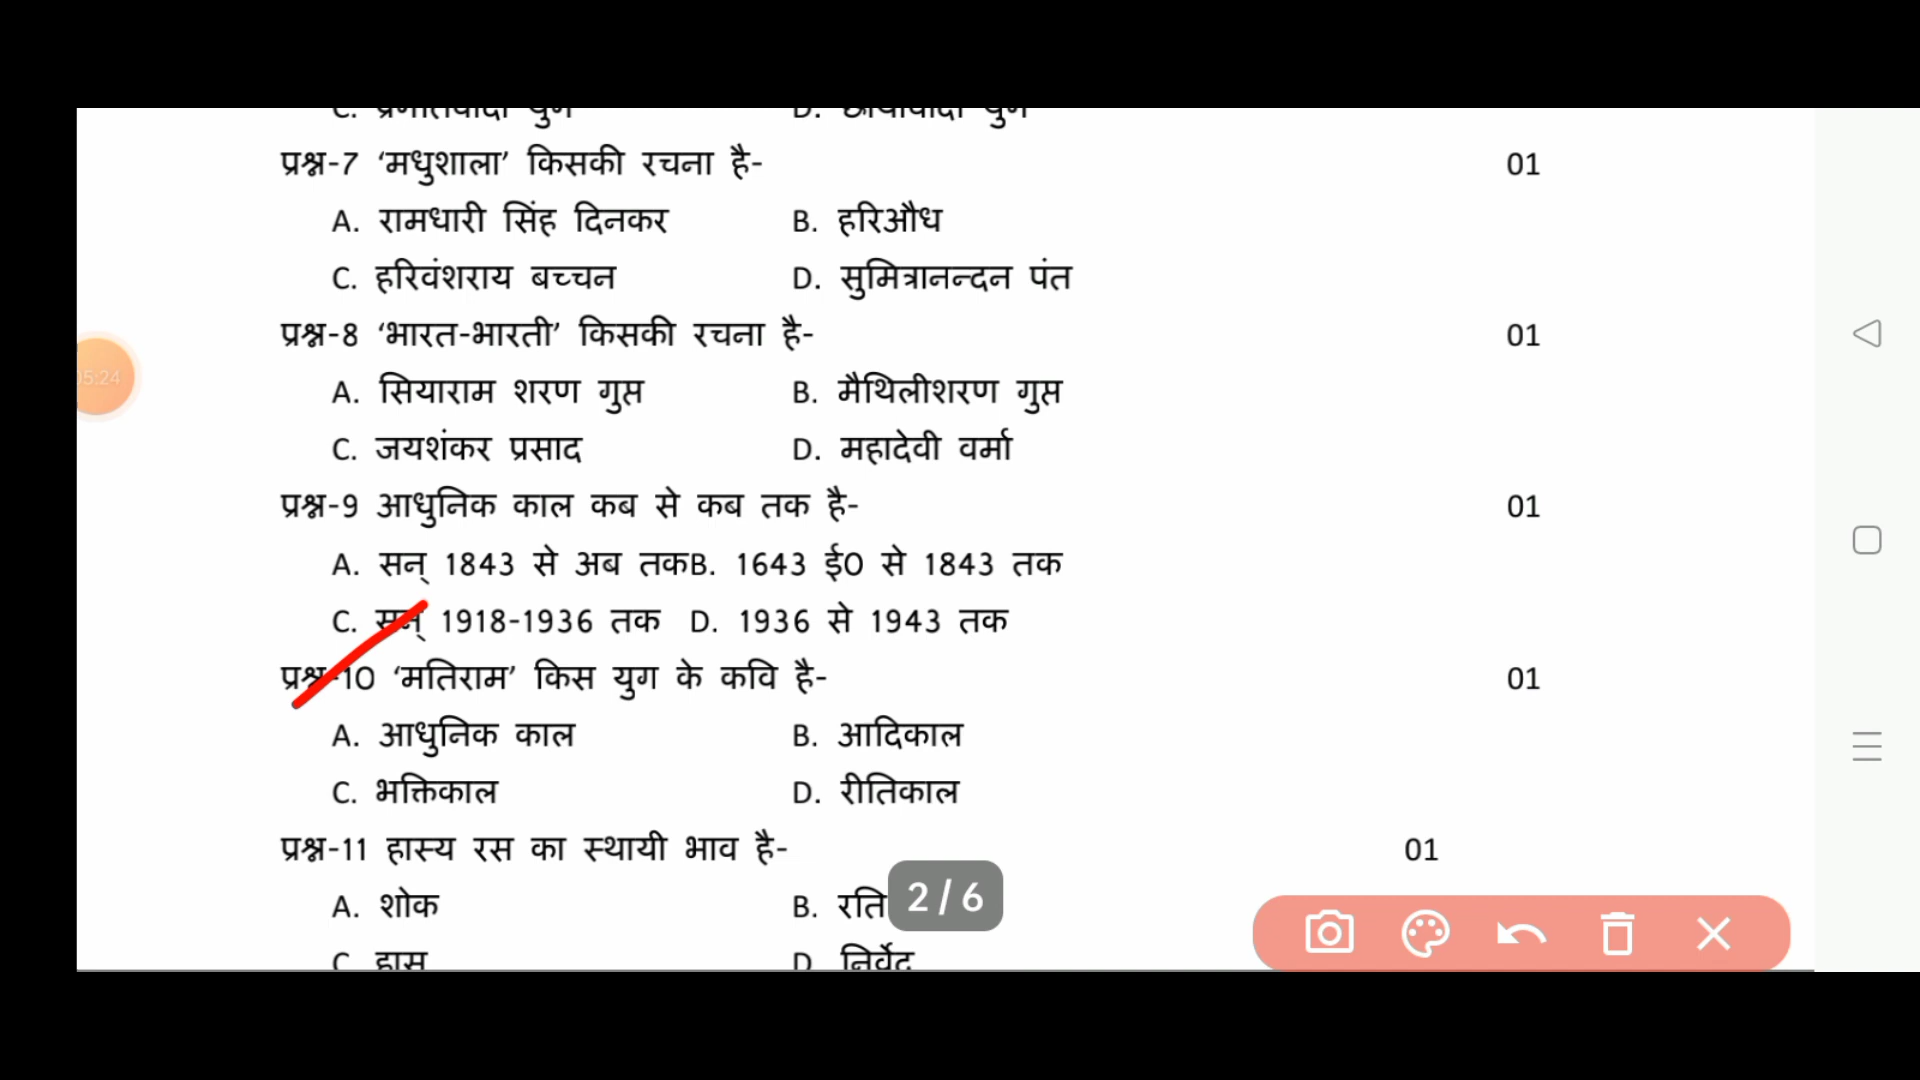 C. प्रगतिवादी युग D. छायावादी युग
प्रश्न-7 ‘मधुशाला’ किसकी रचना है- 01
A. रामधारी सिंह दिनकर B. हरिऔध
C. हरिवंशराय बच्चन D. सुमित्रानन्दन पंत
प्रश्न-8 ‘भारत-भारती’ किसकी रचना है- 01
A. सियाराम शरण गुप्त B. मैथिलीशरण गुप्त
05:24
C. जयशंकर प्रसाद D. महादेवी वर्मा
प्रश्न-9 आधुनिक काल कब से कब तक है- 01
A. सन् 1843 से अब तकB. 1643 ई0 से 1843 तक
C. सन् 1918-1936 तक D. 1936 से 1943 तक
प्रश्न-10 ‘मतिराम’ किस युग के कवि है- 01
A. आधुनिक काल B. आदिकाल
C. भक्तिकाल D. रीतिकाल
प्रश्न-11 हास्य रस का स्थायी भाव है- 01
A. शोक B. रति
2/6
C हास D निर्वेद